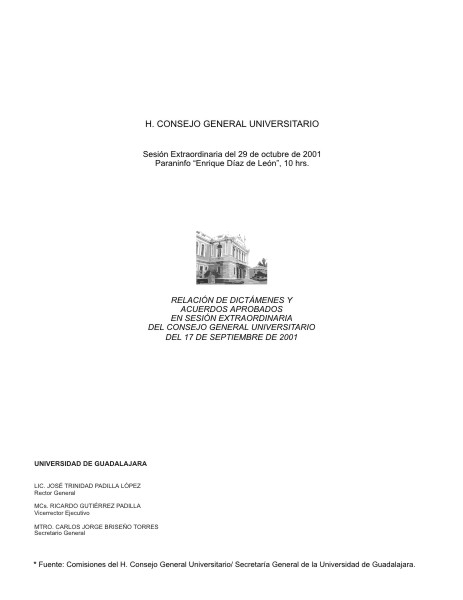 H. CONSEJO GENERAL UNIVERSITARIO
Sesión Extraordinaria del 29 de octubre de 2001
Paraninfo “Enrique Díaz de León”, 10 hrs.
RELACIÓN DE DICTÁMENES Y
ACUERDOS APROBADOS
EN SESIÓN EXTRAORDINARIA
DEL CONSEJO GENERAL UNIVERSITARIO
DEL 17 DE SEPTIEMBRE DE 2001
UNIVERSIDAD DE GUADALAJARA
LIC. JOSÉ TRINIDAD PADILLA LÓPEZ
Rector General
MCs. RICARDO GUTIÉRREZ PADILLA
Vicerrector Ejecutivo
MTRO. CARLOS JORGE BRISEÑO TORRES
Secretario General
* Fuente: Comisiones del H. Consejo General Universitario/ Secretaría General de la Universidad de Guadalajara.